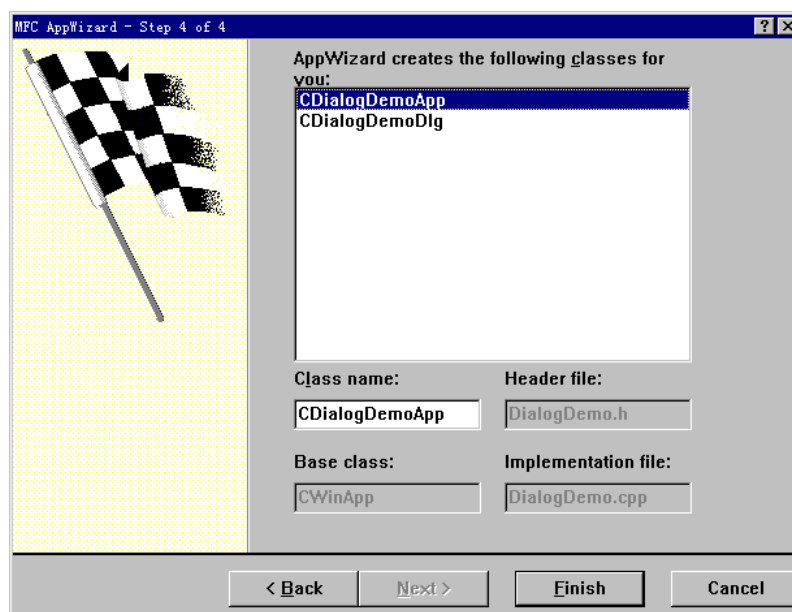 MFC AppWizard - Step 4 of 4
AppWizard creates the following classes for
you:
CDialogDemoApp
CDialogDemoDlg
Class name:
Header file:
CDialogDemoApp
DialogDemo.h
Base class:
Implementation file:
CWinApp
DialogDemo.cpp
< Back
Next >
Finish
Cancel